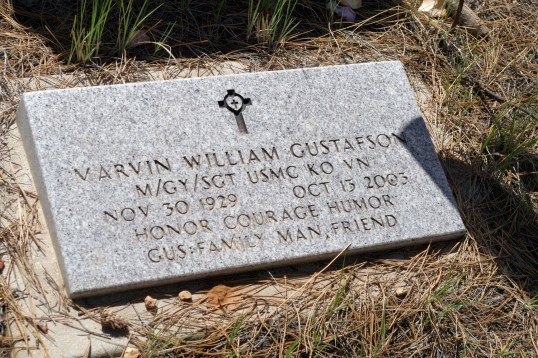 MARVIN WILLIAM GUSTAFSON
M/GY/SGT USMC KO VN
NOV 30 1929 OCT 13 2003
HONOR COURAGE HUMOR
GUS: FAMILY MAN, FRIEND